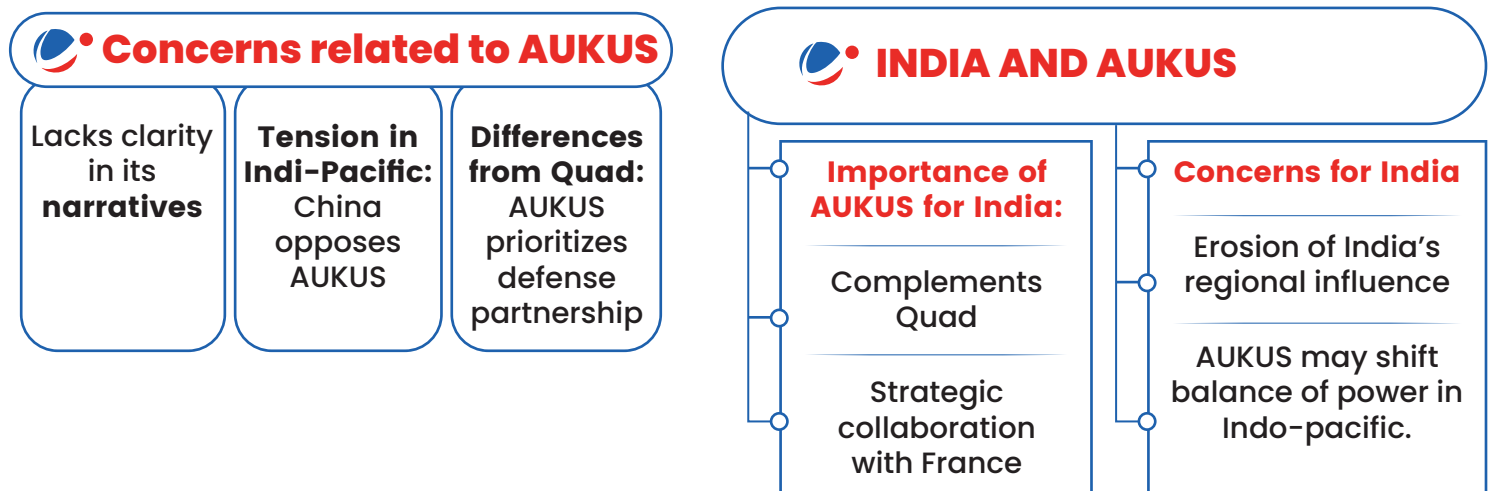 Concerns related to AUKUS
Lacks clarity
in its
narratives
Tension in
Indi-Pacific:
China
opposes
AUKUS
Differences
from Quad:
AUKUS
prioritizes
defense
partnership
INDIA AND AUKUS
Importance of
AUKUS for India:
Complements
Quad
Strategic
collaboration
with France
Concerns for India
Erosion of India’s
regional influence
AUKUS may shift
balance of power in
Indo-pacific.